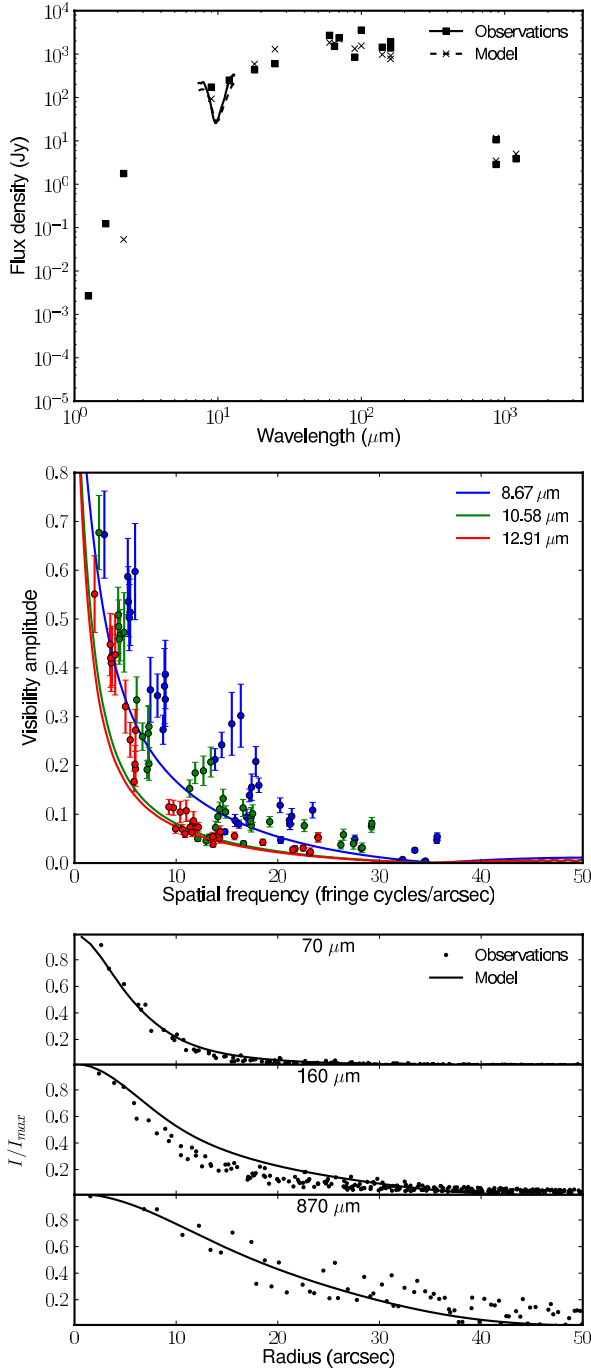 10^4
10^3
10^2
10^1
10^0
10^-1
10^-2
10^-3
10^-4
10^-5
Flux density (Jy)
Observations
Model
10^0 10^1 10^2 10^3
Wavelength (μm)
0.8
0.7
0.6
0.5
0.4
0.3
0.2
0.1
0.0
Visibility amplitude
8.67 μm
10.58 μm
12.91 μm
0 10 20 30 40 50
Spatial frequency (fringe cycles/arcsec)
70 μm
Observations
Model
0.8
0.6
0.4
0.2
160 μm
0.8
0.6
0.4
0.2
I/I_max
870 μm
0.8
0.6
0.4
0.2
0 10 20 30 40 50
Radius (arcsec)